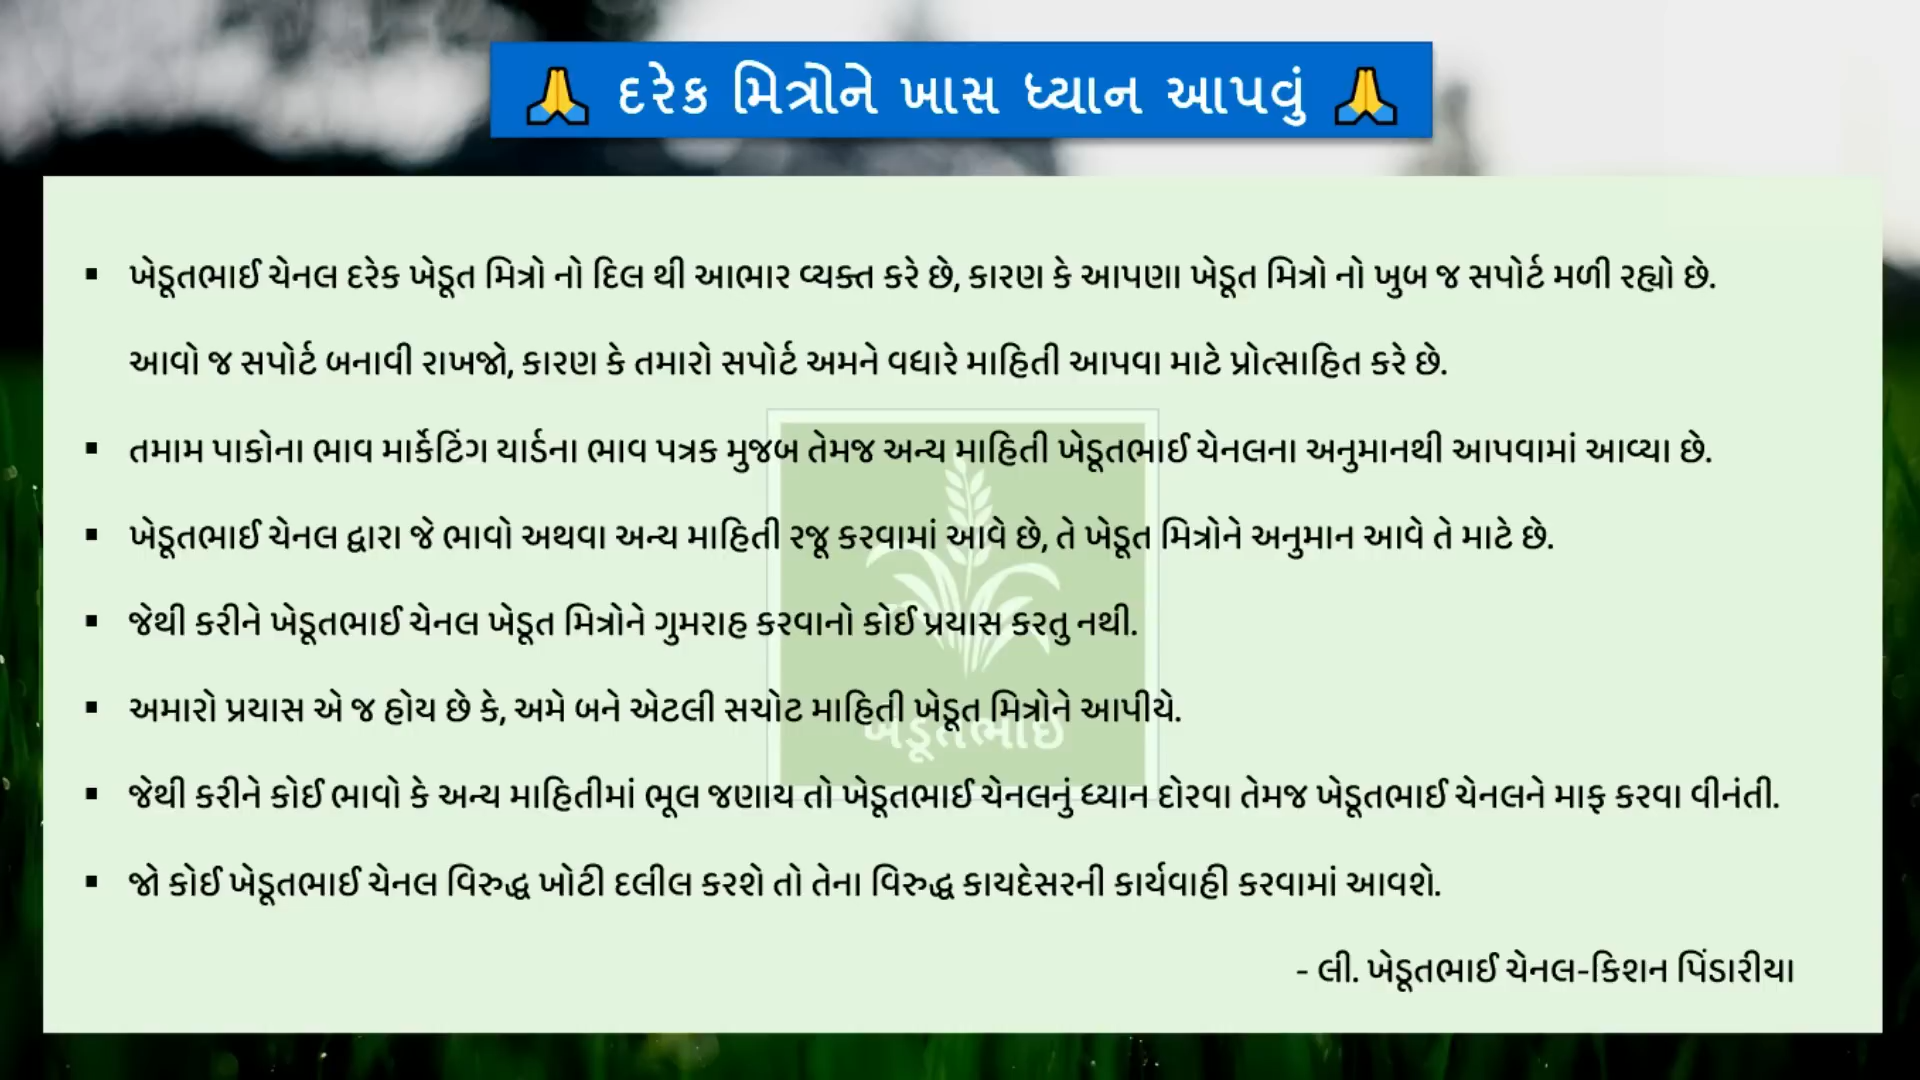 🙏 દરેક મિત્રોને ખાસ ધ્યાન આપવું 🙏
▪ ખેડૂતભાઈ ચેનલ દરેક ખેડૂત મિત્રો નો દિલ થી આભાર વ્યક્ત કરે છે, કારણ કે આપણા ખેડૂત મિત્રો નો ખુબ જ સપોર્ટ મળી રહ્યો છે.
આવો જ સપોર્ટ બનાવી રાખજો, કારણ કે તમારો સપોર્ટ અમને વધારે માહિતી આપવા માટે પ્રોત્સાહિત કરે છે.
▪ તમામ પાકોના ભાવ માર્કેટિંગ યાર્ડના ભાવ પત્રક મુજબ તેમજ અન્ય માહિતી ખેડૂતભાઈ ચેનલના અનુમાનથી આપવામાં આવ્યા છે.
▪ ખેડૂતભાઈ ચેનલ દ્વારા જે ભાવો અથવા અન્ય માહિતી રજૂ કરવામાં આવે છે, તે ખેડૂત મિત્રોને અનુમાન આવે તે માટે છે.
▪ જેથી કરીને ખેડૂતભાઈ ચેનલ ખેડૂત મિત્રોને ગુમરાહ કરવાનો કોઈ પ્રયાસ કરતુ નથી.
▪ અમારો પ્રયાસ એ જ હોય છે કે, અમે બને એટલી સચોટ માહિતી ખેડૂત મિત્રોને આપીયે.
ખેડૂતભાઈ
▪ જેથી કરીને કોઈ ભાવો કે અન્ય માહિતીમાં ભૂલ જણાય તો ખેડૂતભાઈ ચેનલનું ધ્યાન દોરવા તેમજ ખેડૂતભાઈ ચેનલને માફ કરવા વીનંતી.
▪ જો કોઈ ખેડૂતભાઈ ચેનલ વિરુદ્ધ ખોટી દલીલ કરશે તો તેના વિરુદ્ધ કાયદેસરની કાર્યવાહી કરવામાં આવશે.
- લી. ખેડૂતભાઈ ચેનલ-કિશન પિંડારીયા